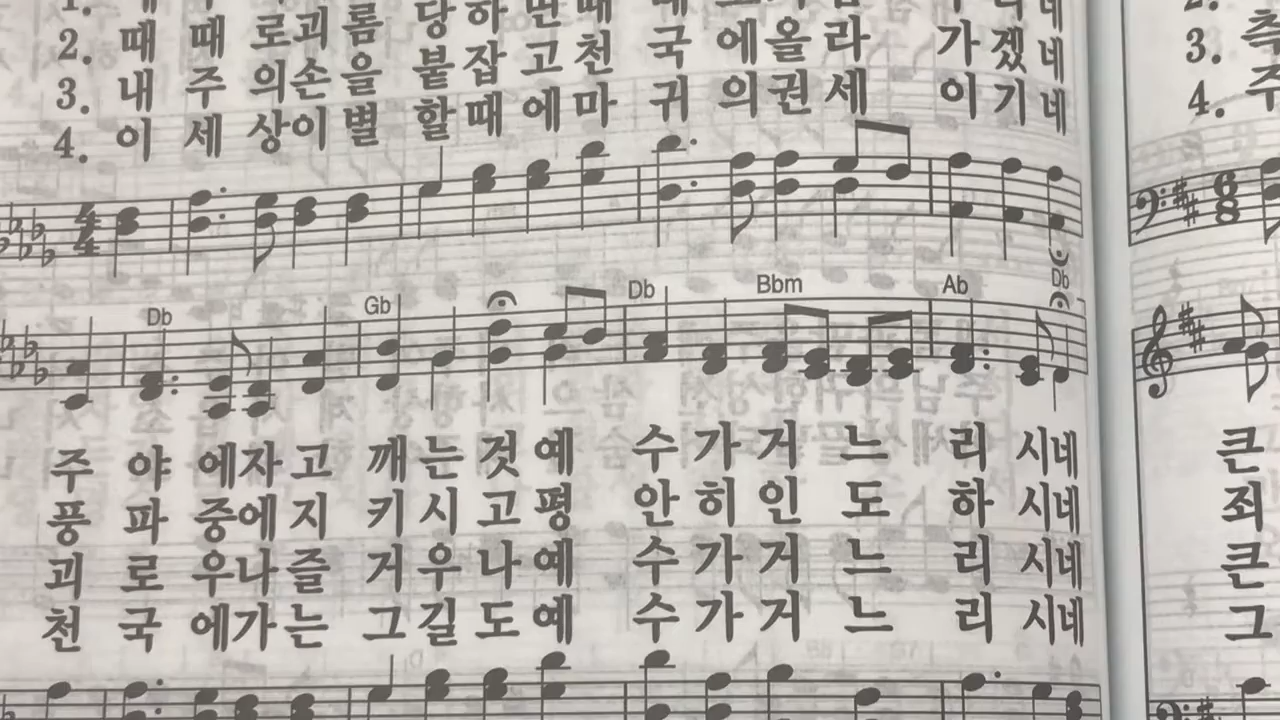 2. 때 때 로괴 롬 당 하 면 때
3. 내 주 의손 을 붙 잡 고 천 국 에올 라 가 겠 네
4. 이 세 상이 별 할 때 에 마 귀 의권 세 이 기 네
4/4
Db Gb Db Bbm Ab Db
주 야 에자 고 깨 는 것 예 수 가 거 느 리 시네
풍 파 중에 지 키 시 고 평 안 히 인 도 하 시네
괴 로 우나 즐 거 우 나 예 수 가 거 느 리 시네
천 국 에가 는 그 길 도 예 수 가 거 느 리 시네
2.
3. 측
4. 주
6/8
큰
죄
큰
그